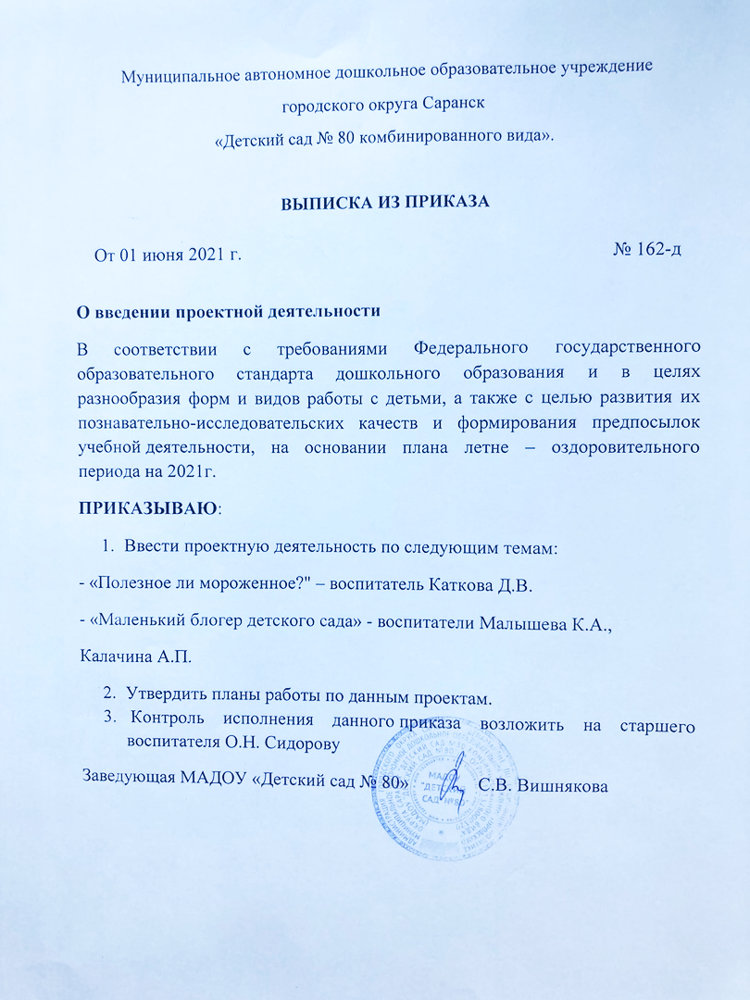 Муниципальное автономное дошкольное образовательное учреждение
городского округа Саранск
«Детский сад № 80 комбинированного вида».
ВЫПИСКА ИЗ ПРИКАЗА
От 01 июня 2021 г.
№ 162-д
О введении проектной деятельности
В соответствии с требованиями Федерального государственного
образовательного стандарта дошкольного образования и в целях
разнообразия форм и видов работы с детьми, а также с целью развития их
познавательно-исследовательских качеств и формирования предпосылок
учебной деятельности, на основании плана летне – оздоровительного
периода на 2021г.
ПРИКАЗЫВАЮ:
1. Ввести проектную деятельность по следующим темам:
- «Полезное ли мороженное?" – воспитатель Каткова Д.В.
- «Маленький блогер детского сада» - воспитатели Малышева К.А.,
Калачина А.П.
2. Утвердить планы работы по данным проектам.
3. Контроль исполнения данного приказа возложить на старшего
воспитателя О.Н. Сидорову
Заведующая МАДОУ «Детский сад № 80» С.В. Вишнякова
МАДОУ
"ДЕТСКИЙ
САД №80"